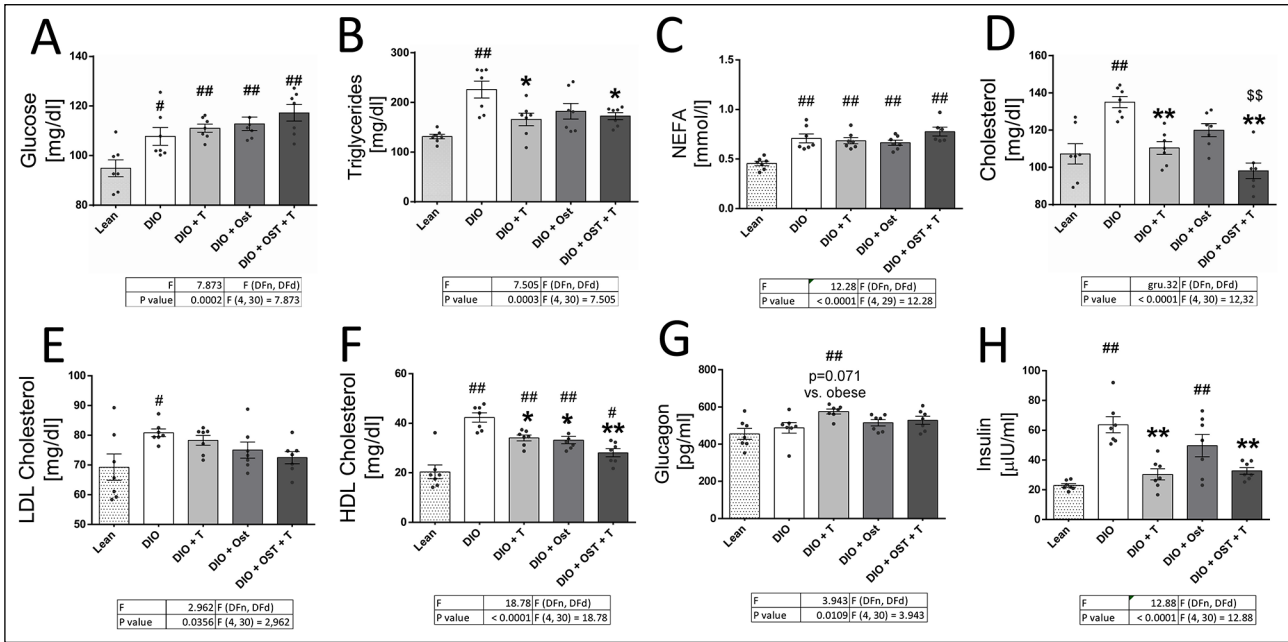 A
Glucose
[mg/dl]
120
100
80
#
##
##
##
Lean
DIO
DIO + T
DIO + Ost
DIO + OST + T
F 7.873 F (DFn, DFd)
P value 0.0002 F (4, 30) = 7.873
B
Triglycerides
[mg/dl]
300
200
100
0
##
*
*
Lean
DIO
DIO + T
DIO + Ost
DIO + OST + T
F 7.505 F (DFn, DFd)
P value 0.0003 F (4, 30) = 7.505
C
NEFA
[mmol/l]
1.5
1.0
0.5
0.0
##
##
##
##
Lean
DIO
DIO + T
DIO + Ost
DIO + OST + T
F 12.28 F (DFn, DFd)
P value < 0.0001 F (4, 29) = 12.28
D
Cholesterol
[mg/dl]
160
140
120
100
80
##
**
$$
**
Lean
DIO
DIO + T
DIO + Ost
DIO + OST + T
F gru.32 F (DFn, DFd)
P value < 0.0001 F (4, 30) = 12,32
E
LDL Cholesterol
[mg/dl]
100
90
80
70
60
50
#
Lean
DIO
DIO + T
DIO + Ost
DIO + OST + T
F 2.962 F (DFn, DFd)
P value 0.0356 F (4, 30) = 2,962
F
HDL Cholesterol
[mg/dl]
60
40
20
0
##
##
*
##
*
#
**
Lean
DIO
DIO + T
DIO + Ost
DIO + OST + T
F 18.78 F (DFn, DFd)
P value < 0.0001 F (4, 30) = 18.78
G
Glucagon
[pg/ml]
800
600
400
200
0
##
p=0.071
vs. obese
Lean
DIO
DIO + T
DIO + Ost
DIO + OST + T
F 3.943 F (DFn, DFd)
P value 0.0109 F (4, 30) = 3.943
H
Insulin
[µIU/ml]
120
100
80
60
40
20
0
##
**
##
**
Lean
DIO
DIO + T
DIO + Ost
DIO + OST + T
F 12.88 F (DFn, DFd)
P value < 0.0001 F (4, 30) = 12.88